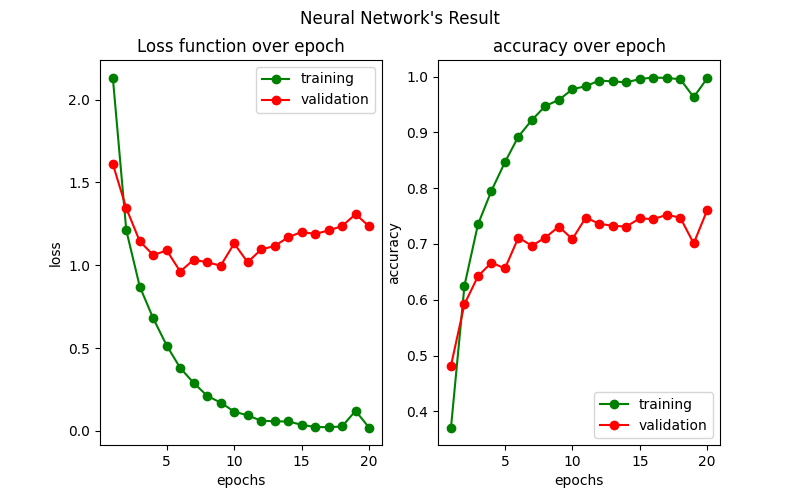 Neural Network's Result
Loss function over epoch
training
validation
2.0
1.5
1.0
0.5
0.0
loss
5
10
15
20
epochs
accuracy over epoch
1.0
0.9
0.8
0.7
0.6
0.5
0.4
accuracy
training
validation
5
10
15
20
epochs